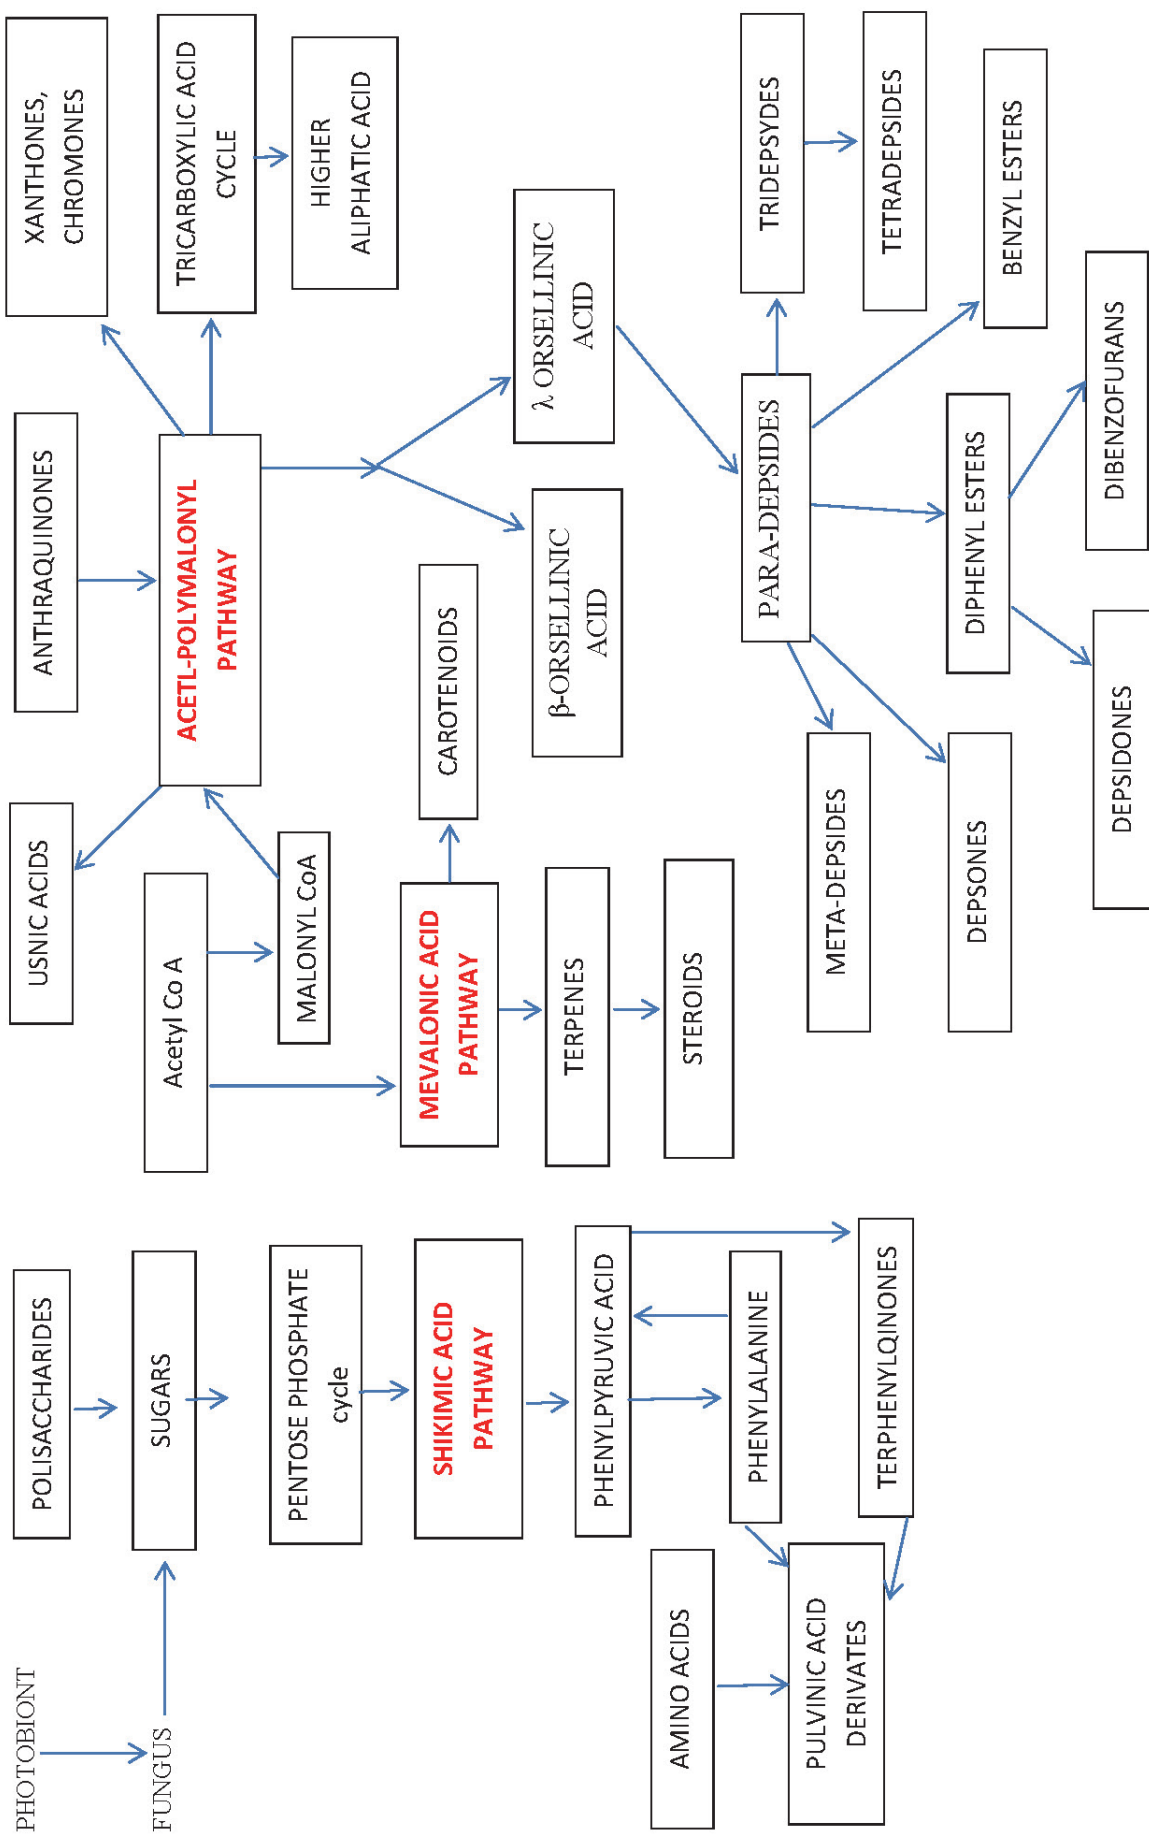 PHOTOBIONT
FUNGUS
POLISACCHARIDES
SUGARS
PENTOSE PHOSPHATE
cycle
SHIKIMIC ACID
PATHWAY
PHENYLPYRUVIC ACID
PHENYLALANINE
TERPHENYLQINONES
AMINO ACIDS
PULVINIC ACID
DERIVATES
USNIC ACIDS
Acetyl Co A
MALONYL CoA
MEVALONIC ACID
PATHWAY
TERPENES
STEROIDS
CAROTENOIDS
ANTHRAQUINONES
ACETL-POLYMALONYL
PATHWAY
XANTHONES,
CHROMONES
TRICARBOXYLIC ACID
CYCLE
HIGHER
ALIPHATIC ACID
β-ORSELLINIC
ACID
λ ORSELLINIC
ACID
PARA-DEPSIDES
TRIDEPSYDES
TETRADEPSIDES
BENZYL ESTERS
DIPHENYL ESTERS
DIBENZOFURANS
META-DEPSIDES
DEPSONES
DEPSIDONES